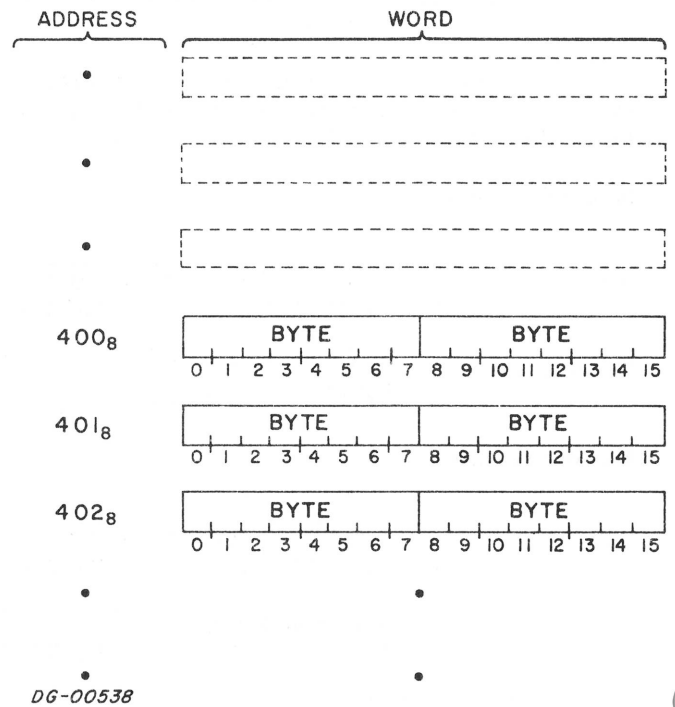 ADDRESS WORD
400₈ BYTE BYTE
0 1 2 3 4 5 6 7 8 9 10 11 12 13 14 15
401₈ BYTE BYTE
0 1 2 3 4 5 6 7 8 9 10 11 12 13 14 15
402₈ BYTE BYTE
0 1 2 3 4 5 6 7 8 9 10 11 12 13 14 15
DG-00538